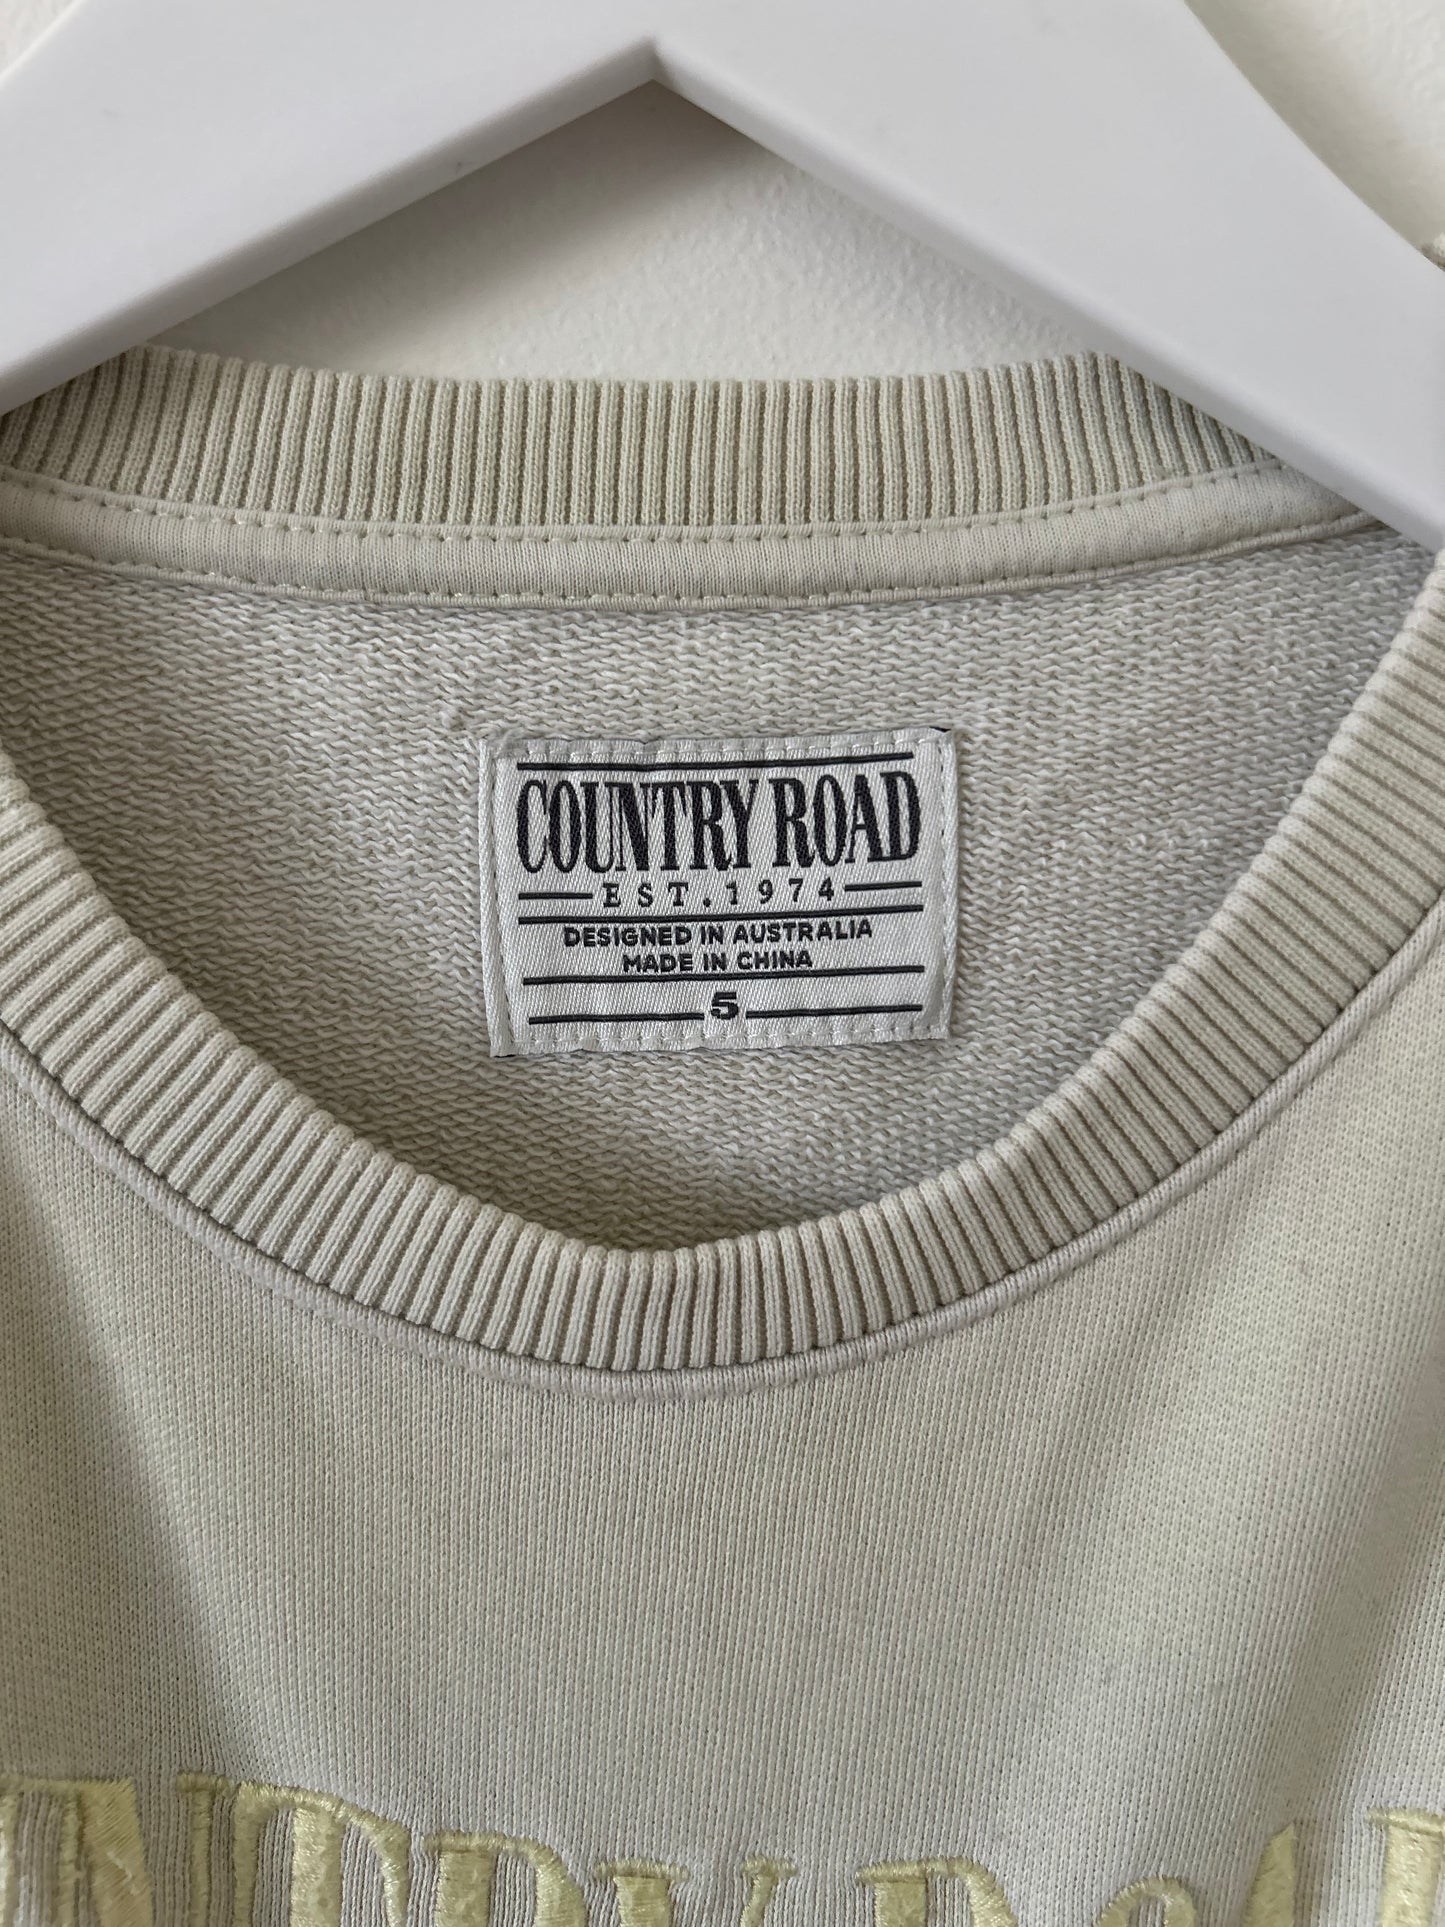 COUNTRY ROAD
EST. 1974
DESIGNED IN AUSTRALIA
MADE IN CHINA
5